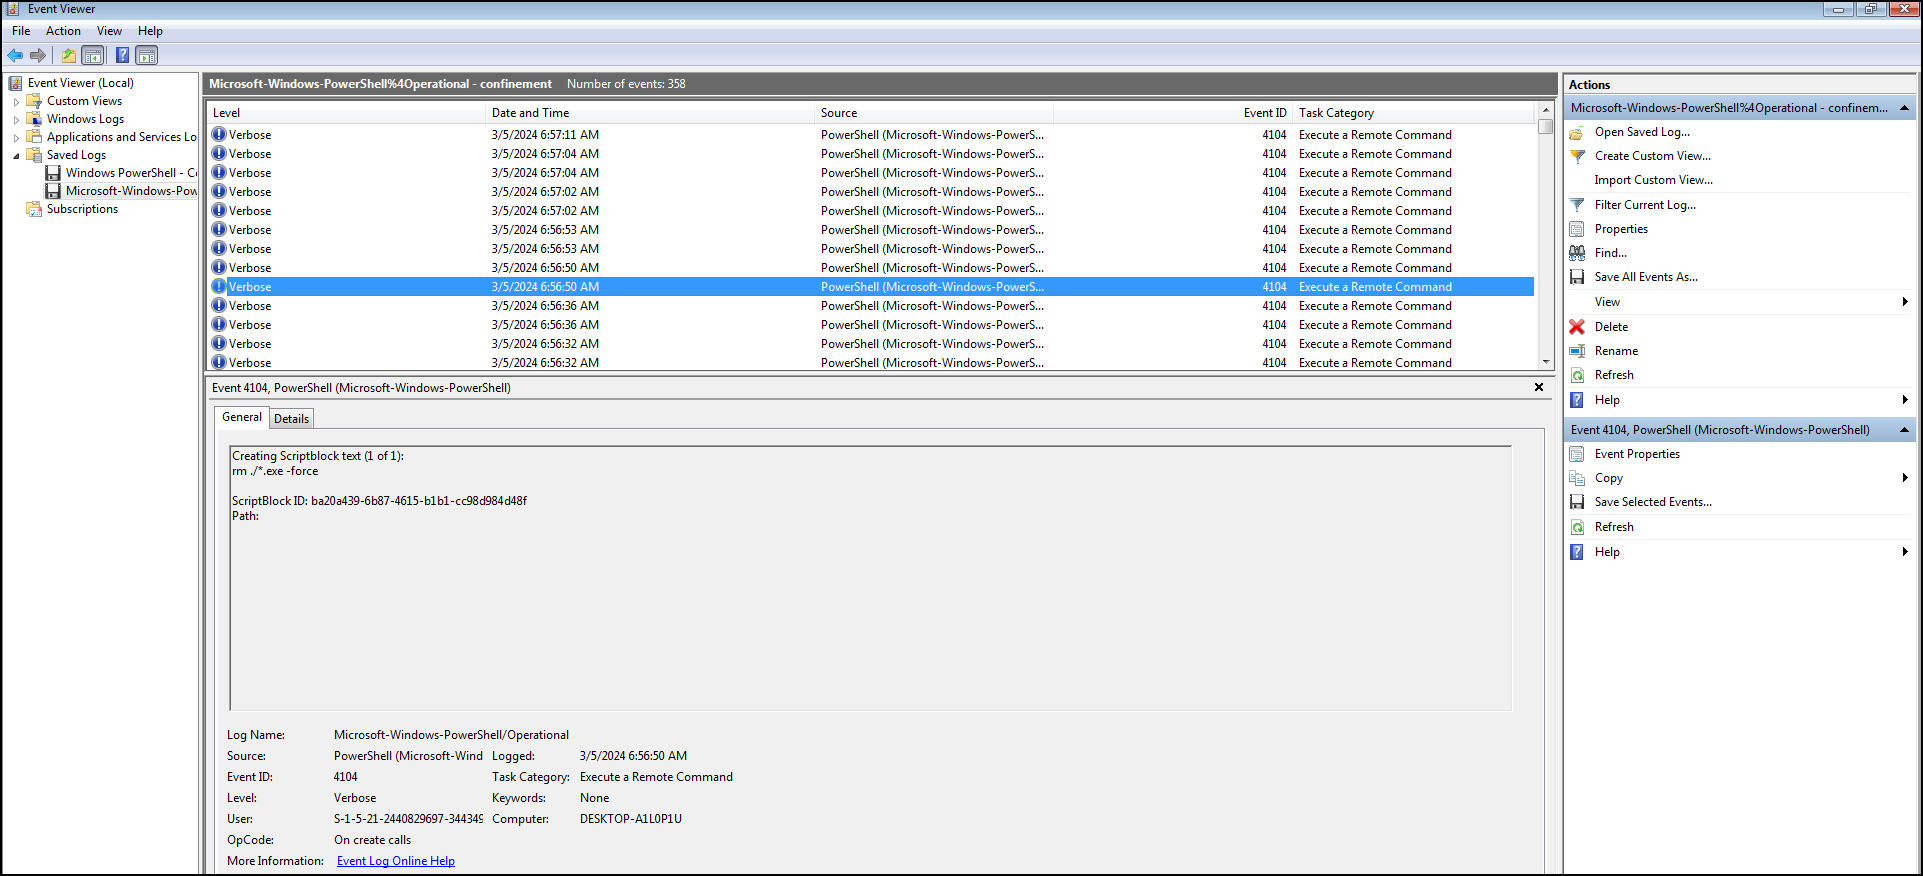 Event Viewer
File Action View Help
Event Viewer (Local)
Custom Views
Windows Logs
Applications and Services Lo
Saved Logs
Windows PowerShell - C
Microsoft-Windows-Pow
Subscriptions
Microsoft-Windows-PowerShell%4Operational - confinement Number of events: 358
Level Date and Time Source Event ID Task Category
Verbose 3/5/2024 6:57:11 AM PowerShell (Microsoft-Windows-PowerS... 4104 Execute a Remote Command
Verbose 3/5/2024 6:57:04 AM PowerShell (Microsoft-Windows-PowerS... 4104 Execute a Remote Command
Verbose 3/5/2024 6:57:04 AM PowerShell (Microsoft-Windows-PowerS... 4104 Execute a Remote Command
Verbose 3/5/2024 6:57:02 AM PowerShell (Microsoft-Windows-PowerS... 4104 Execute a Remote Command
Verbose 3/5/2024 6:57:02 AM PowerShell (Microsoft-Windows-PowerS... 4104 Execute a Remote Command
Verbose 3/5/2024 6:56:53 AM PowerShell (Microsoft-Windows-PowerS... 4104 Execute a Remote Command
Verbose 3/5/2024 6:56:53 AM PowerShell (Microsoft-Windows-PowerS... 4104 Execute a Remote Command
Verbose 3/5/2024 6:56:50 AM PowerShell (Microsoft-Windows-PowerS... 4104 Execute a Remote Command
Verbose 3/5/2024 6:56:50 AM PowerShell (Microsoft-Windows-PowerS... 4104 Execute a Remote Command
Verbose 3/5/2024 6:56:36 AM PowerShell (Microsoft-Windows-PowerS... 4104 Execute a Remote Command
Verbose 3/5/2024 6:56:36 AM PowerShell (Microsoft-Windows-PowerS... 4104 Execute a Remote Command
Verbose 3/5/2024 6:56:32 AM PowerShell (Microsoft-Windows-PowerS... 4104 Execute a Remote Command
Verbose 3/5/2024 6:56:32 AM PowerShell (Microsoft-Windows-PowerS... 4104 Execute a Remote Command
Event 4104, PowerShell (Microsoft-Windows-PowerShell)
General Details
Creating Scriptblock text (1 of 1):
rm ./*.exe -force
ScriptBlock ID: ba20a439-6b87-4615-b1b1-cc98d984d48f
Path:
Log Name: Microsoft-Windows-PowerShell/Operational
Source: PowerShell (Microsoft-Wind Logged: 3/5/2024 6:56:50 AM
Event ID: 4104 Task Category: Execute a Remote Command
Level: Verbose Keywords: None
User: S-1-5-21-2440829697-344349 Computer: DESKTOP-A1L0P1U
OpCode: On create calls
More Information: Event Log Online Help
Actions
Microsoft-Windows-PowerShell%4Operational - confinem...
Open Saved Log...
Create Custom View...
Import Custom View...
Filter Current Log...
Properties
Find...
Save All Events As...
View
Delete
Rename
Refresh
Help
Event 4104, PowerShell (Microsoft-Windows-PowerShell)
Event Properties
Copy
Save Selected Events...
Refresh
Help